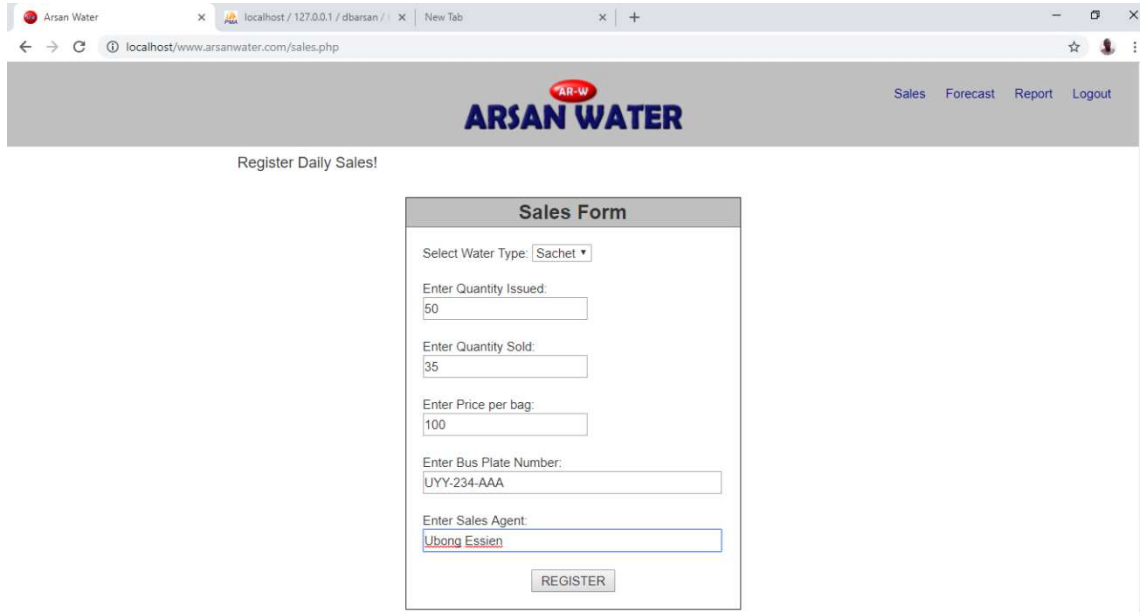 Arsan Water
localhost / 127.0.0.1 / dbarsan /
New Tab
localhost/www.arsanwater.com/sales.php
AR-W
ARSAN WATER
Sales Forecast Report Logout
Register Daily Sales!
Sales Form
Select Water Type: Sachet
Enter Quantity Issued:
50
Enter Quantity Sold:
35
Enter Price per bag:
100
Enter Bus Plate Number:
UYY-234-AAA
Enter Sales Agent:
Ubong Essien
REGISTER